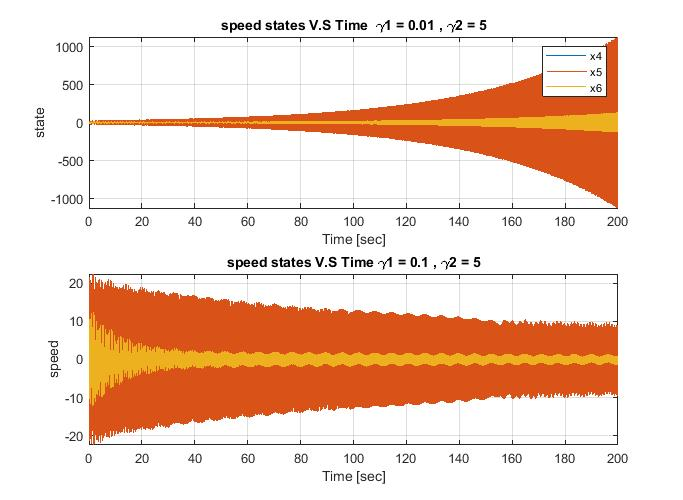 speed states V.S Time γ1 = 0.01 , γ2 = 5
1000
500
0
-500
-1000
state
x4
x5
x6
0 20 40 60 80 100 120 140 160 180 200
Time [sec]
speed states V.S Time γ1 = 0.1 , γ2 = 5
20
10
0
-10
-20
speed
0 20 40 60 80 100 120 140 160 180 200
Time [sec]